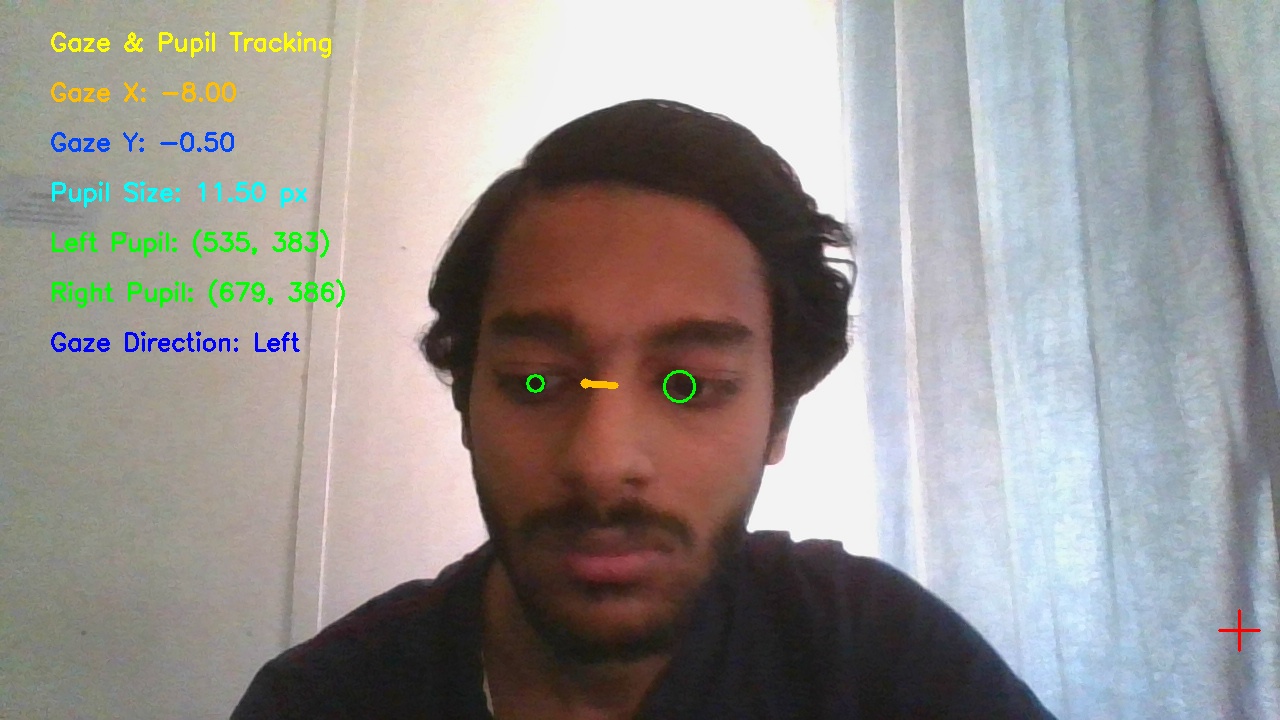 Gaze & Pupil Tracking
Gaze X: -8.00
Gaze Y: -0.50
Pupil Size: 11.50 px
Left Pupil: (535, 383)
Right Pupil: (679, 386)
Gaze Direction: Left